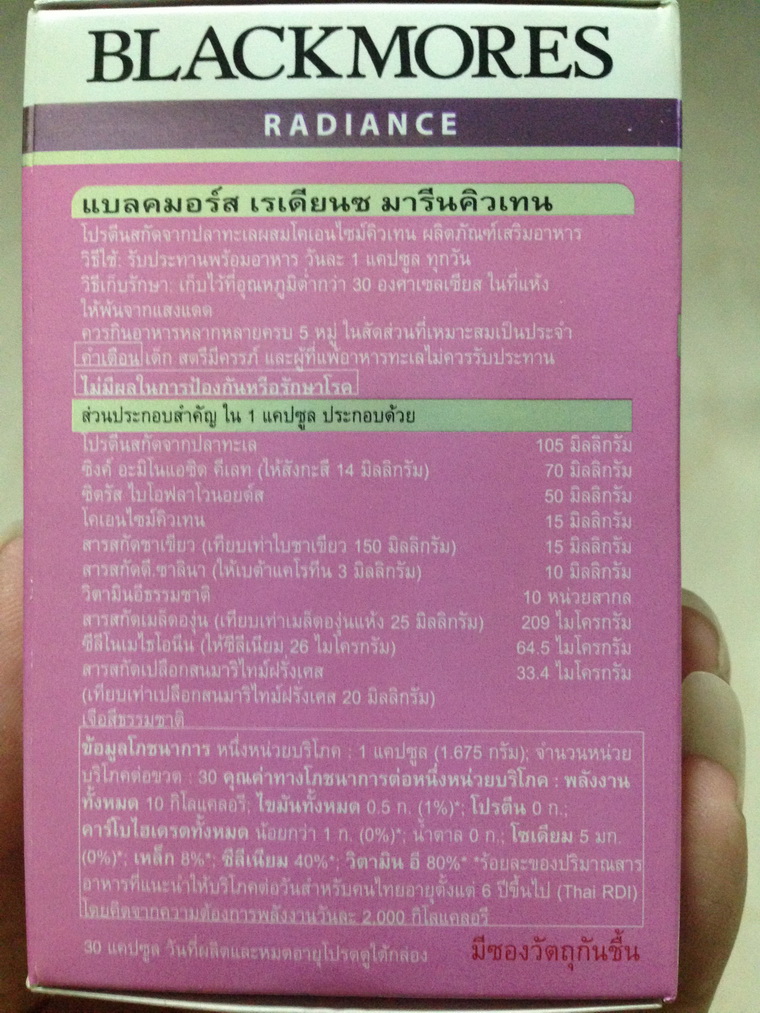 BLACKMORES
RADIANCE
แบลคมอร์ส เรเดียนซ มารีนคิวเทน
โปรตีนสกัดจากปลาทะเลผสมโคเอนไซม์คิวเทน ผลิตภัณฑ์เสริมอาหาร
วิธีใช้: รับประทานพร้อมอาหาร วันละ 1 แคปซูล ทุกวัน
วิธีเก็บรักษา: เก็บไว้ที่อุณหภูมิต่ำกว่า 30 องศาเซลเซียส ในที่แห้ง
ให้พ้นจากแสงแดด
ควรกินอาหารหลากหลายครบ 5 หมู่ ในสัดส่วนที่เหมาะสมเป็นประจำ
คำเตือน เด็ก สตรีมีครรภ์ และผู้ที่แพ้อาหารทะเลไม่ควรรับประทาน
ไม่มีผลในการป้องกันหรือรักษาโรค
ส่วนประกอบสำคัญ ใน 1 แคปซูล ประกอบด้วย
โปรตีนสกัดจากปลาทะเล 105 มิลลิกรัม
ซิงค์ อะมิโนแอซิด คีเลท (ให้สังกะสี 14 มิลลิกรัม) 70 มิลลิกรัม
ซิตรัส ไบโอฟลาโวนอยด์ส 50 มิลลิกรัม
โคเอนไซม์คิวเทน 15 มิลลิกรัม
สารสกัดชาเขียว (เทียบเท่าใบชาเขียว 150 มิลลิกรัม) 15 มิลลิกรัม
สารสกัดดี.ซาลินา (ให้เบต้าแคโรทีน 3 มิลลิกรัม) 10 มิลลิกรัม
วิตามินอีธรรมชาติ 10 หน่วยสากล
สารสกัดเมล็ดองุ่น (เทียบเท่าเมล็ดองุ่นแห้ง 25 มิลลิกรัม) 209 ไมโครกรัม
ซีลีโนเมไธโอนีน (ให้ซีลีเนียม 26 ไมโครกรัม) 64.5 ไมโครกรัม
สารสกัดเปลือกสนมาริไทม์ฝรั่งเศส 33.4 ไมโครกรัม
(เทียบเท่าเปลือกสนมาริไทม์ฝรั่งเศส 20 มิลลิกรัม)
เจือสีธรรมชาติ
ข้อมูลโภชนาการ หนึ่งหน่วยบริโภค : 1 แคปซูล (1.675 กรัม); จำนวนหน่วย
บริโภคต่อขวด : 30 คุณค่าทางโภชนาการต่อหนึ่งหน่วยบริโภค : พลังงาน
ทั้งหมด 10 กิโลแคลอรี; ไขมันทั้งหมด 0.5 ก. (1%)*; โปรตีน 0 ก.;
คาร์โบไฮเดรตทั้งหมด น้อยกว่า 1 ก. (0%)*; น้ำตาล 0 ก.; โซเดียม 5 มก.
(0%)*; เหล็ก 8%*; ซีลีเนียม 40%*; วิตามิน อี 80%* *ร้อยละของปริมาณสาร
อาหารที่แนะนำให้บริโภคต่อวันสำหรับคนไทยอายุตั้งแต่ 6 ปีขึ้นไป (Thai RDI)
โดยคิดจากความต้องการพลังงานวันละ 2,000 กิโลแคลอรี
30 แคปซูล วันที่ผลิตและหมดอายุโปรดดูใต้กล่อง มีซองวัตถุกันชื้น